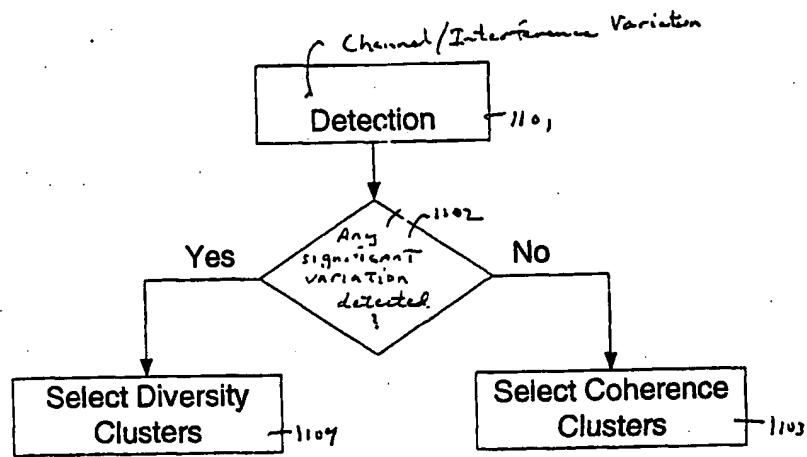 Channel/Interference Variation
Detection
1101
1102
Any
significant
variation
detected
?
Yes
No
Select Diversity
Clusters
1104
Select Coherence
Clusters
1103